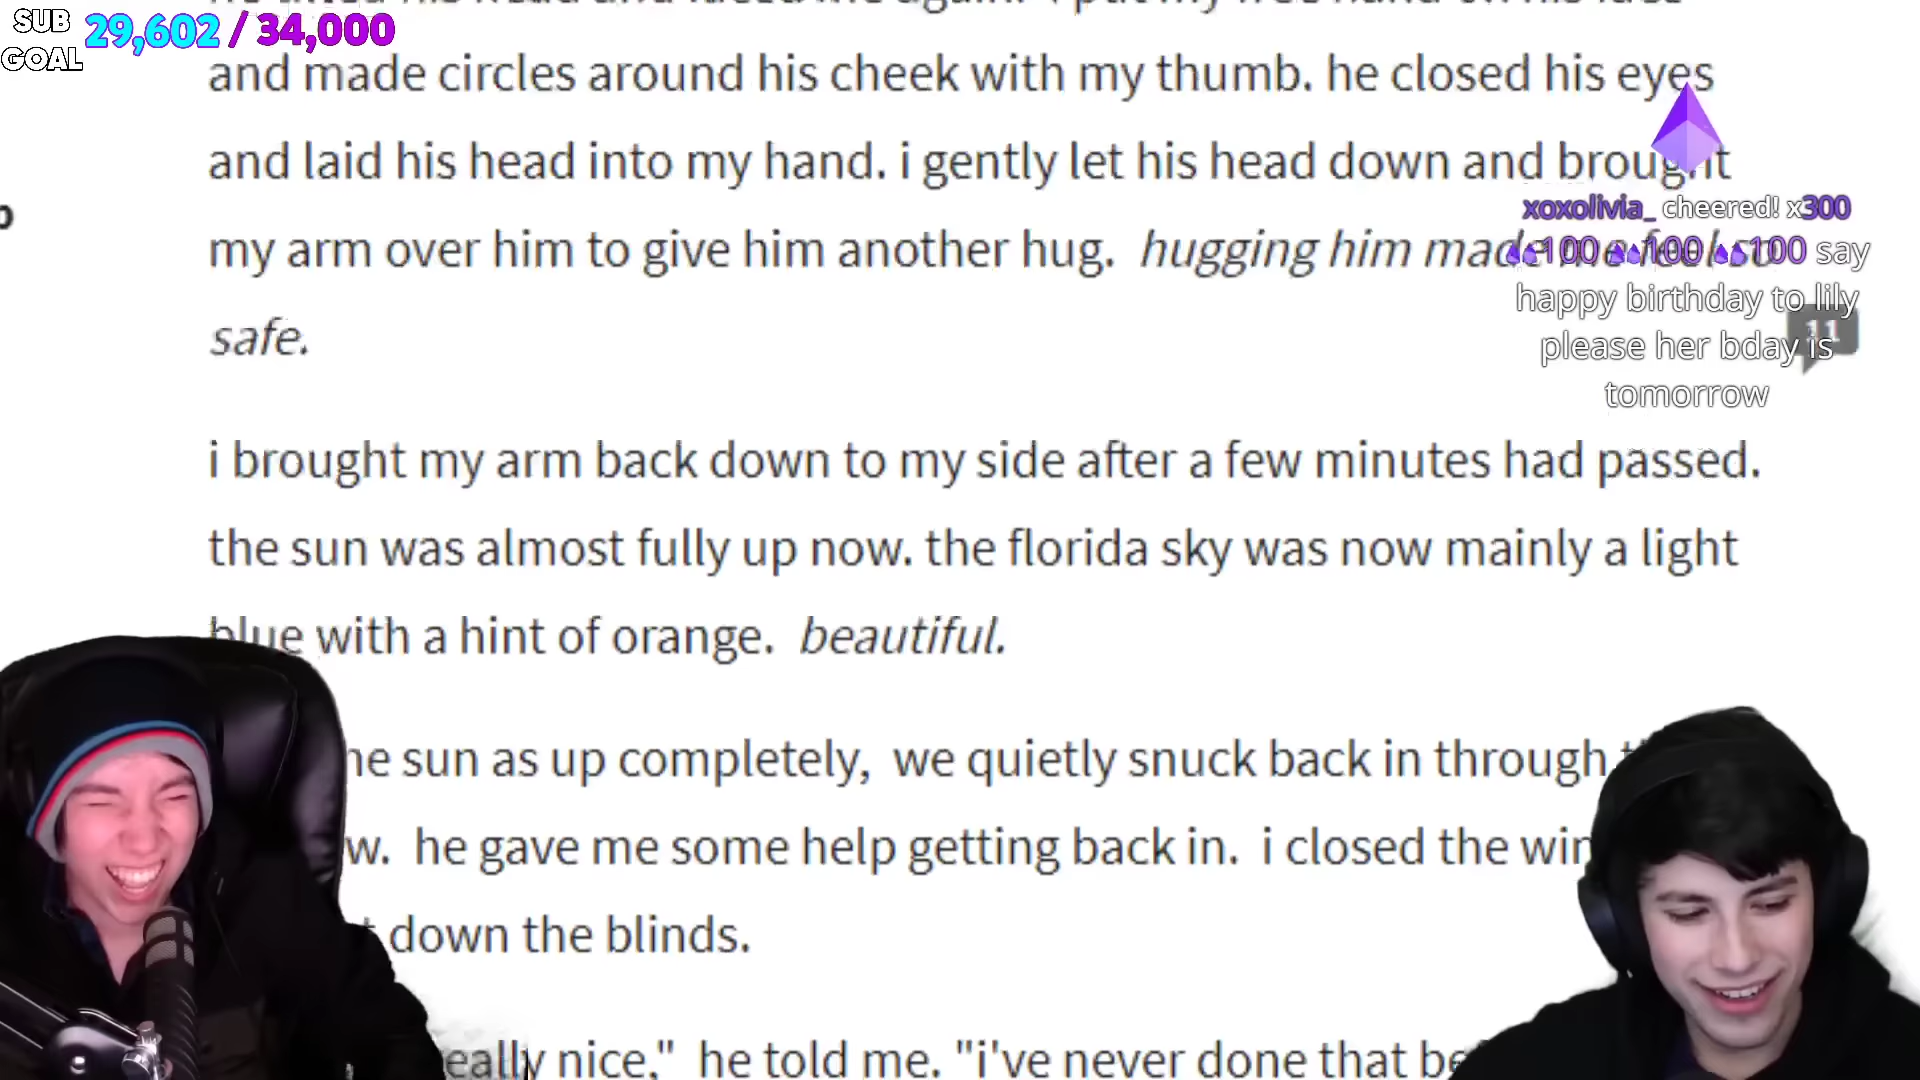 SUB
GOAL 29,602 / 34,000
and made circles around his cheek with my thumb. he closed his eyes
and laid his head into my hand. i gently let his head down and brought
my arm over him to give him another hug. hugging him made me feel so
safe.
11
xoxolivia_ cheered! x300
100 100 100 say
happy birthday to lily
please her bday is
tomorrow
i brought my arm back down to my side after a few minutes had passed.
the sun was almost fully up now. the florida sky was now mainly a light
blue with a hint of orange. beautiful.
sun as up completely, we quietly snuck back in through
he gave me some help getting back in. i closed the
down the blinds.
nice," he told me. "i've never done that